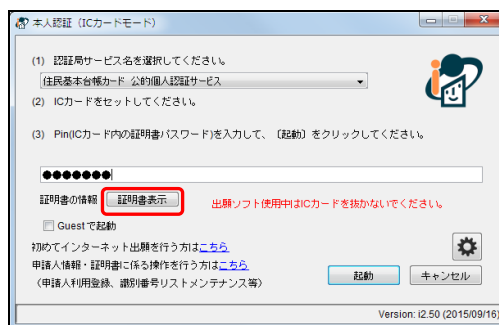 本人認証（ICカードモード）
(1) 認証局サービス名を選択してください。
住民基本台帳カード 公的個人認証サービス
(2) ICカードをセットしてください。
(3) Pin(ICカード内の証明書パスワード)を入力して、〔起動〕をクリックしてください。
●●●●●●●
証明書の情報 証明書表示 出願ソフト使用中はICカードを抜かないでください。
Guestで起動
初めてインターネット出願を行う方はこちら
申請人情報・証明書に係る操作を行う方はこちら
（申請人利用登録、識別番号リストメンテナンス等）
起動 キャンセル
Version: i2.50 (2015/09/16)